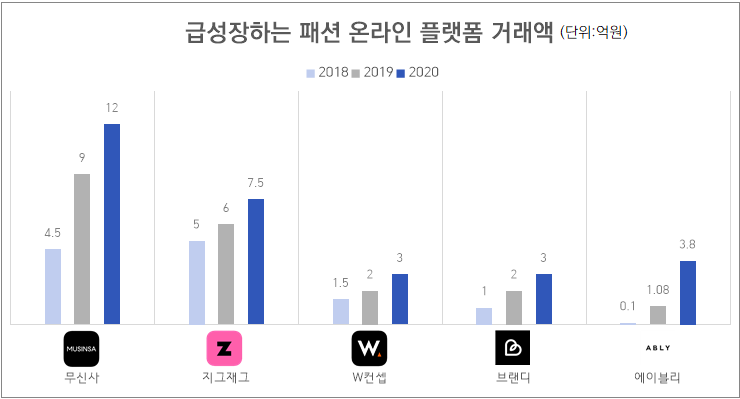 급성장하는 패션 온라인 플랫폼 거래액 (단위:억원)
2018 2019 2020
4.5 9 12
5 6 7.5
1.5 2 3
1 2 3
0.1 1.08 3.8
MUSINSA Z W. ABLY
무신사 지그재그 W컨셉 브랜디 에이블리